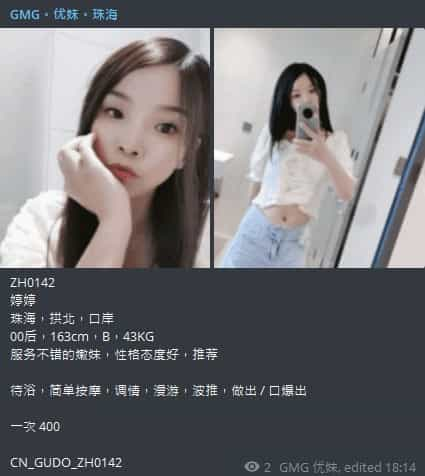 GMG・优妹・珠海
ZH0142
婷婷
珠海，拱北，口岸
00后，163cm，B，43KG
服务不错的嫩妹，性格态度好，推荐
待浴，简单按摩，调情，漫游，波推，做出 / 口爆出
一次 400
CN_GUDO_ZH0142
2 GMG 优妹, edited 18:14